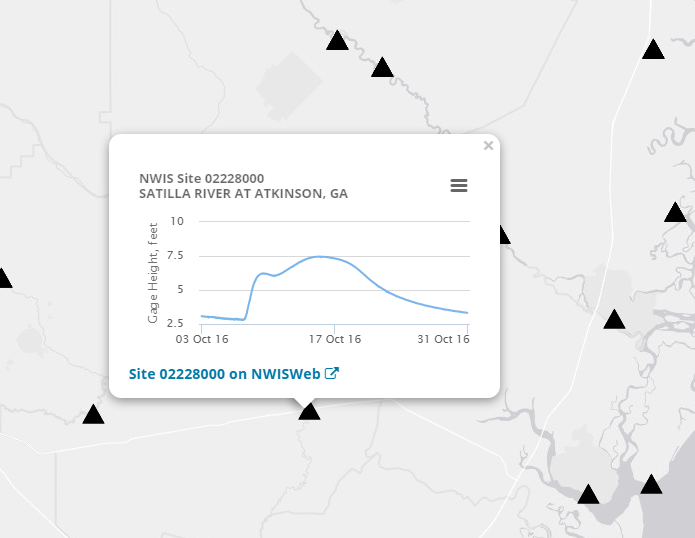 ×
NWIS Site 02228000
SATILLA RIVER AT ATKINSON, GA
Gage Height, feet
10
7.5
5
2.5
03 Oct 16
17 Oct 16
31 Oct 16
Site 02228000 on NWISWeb